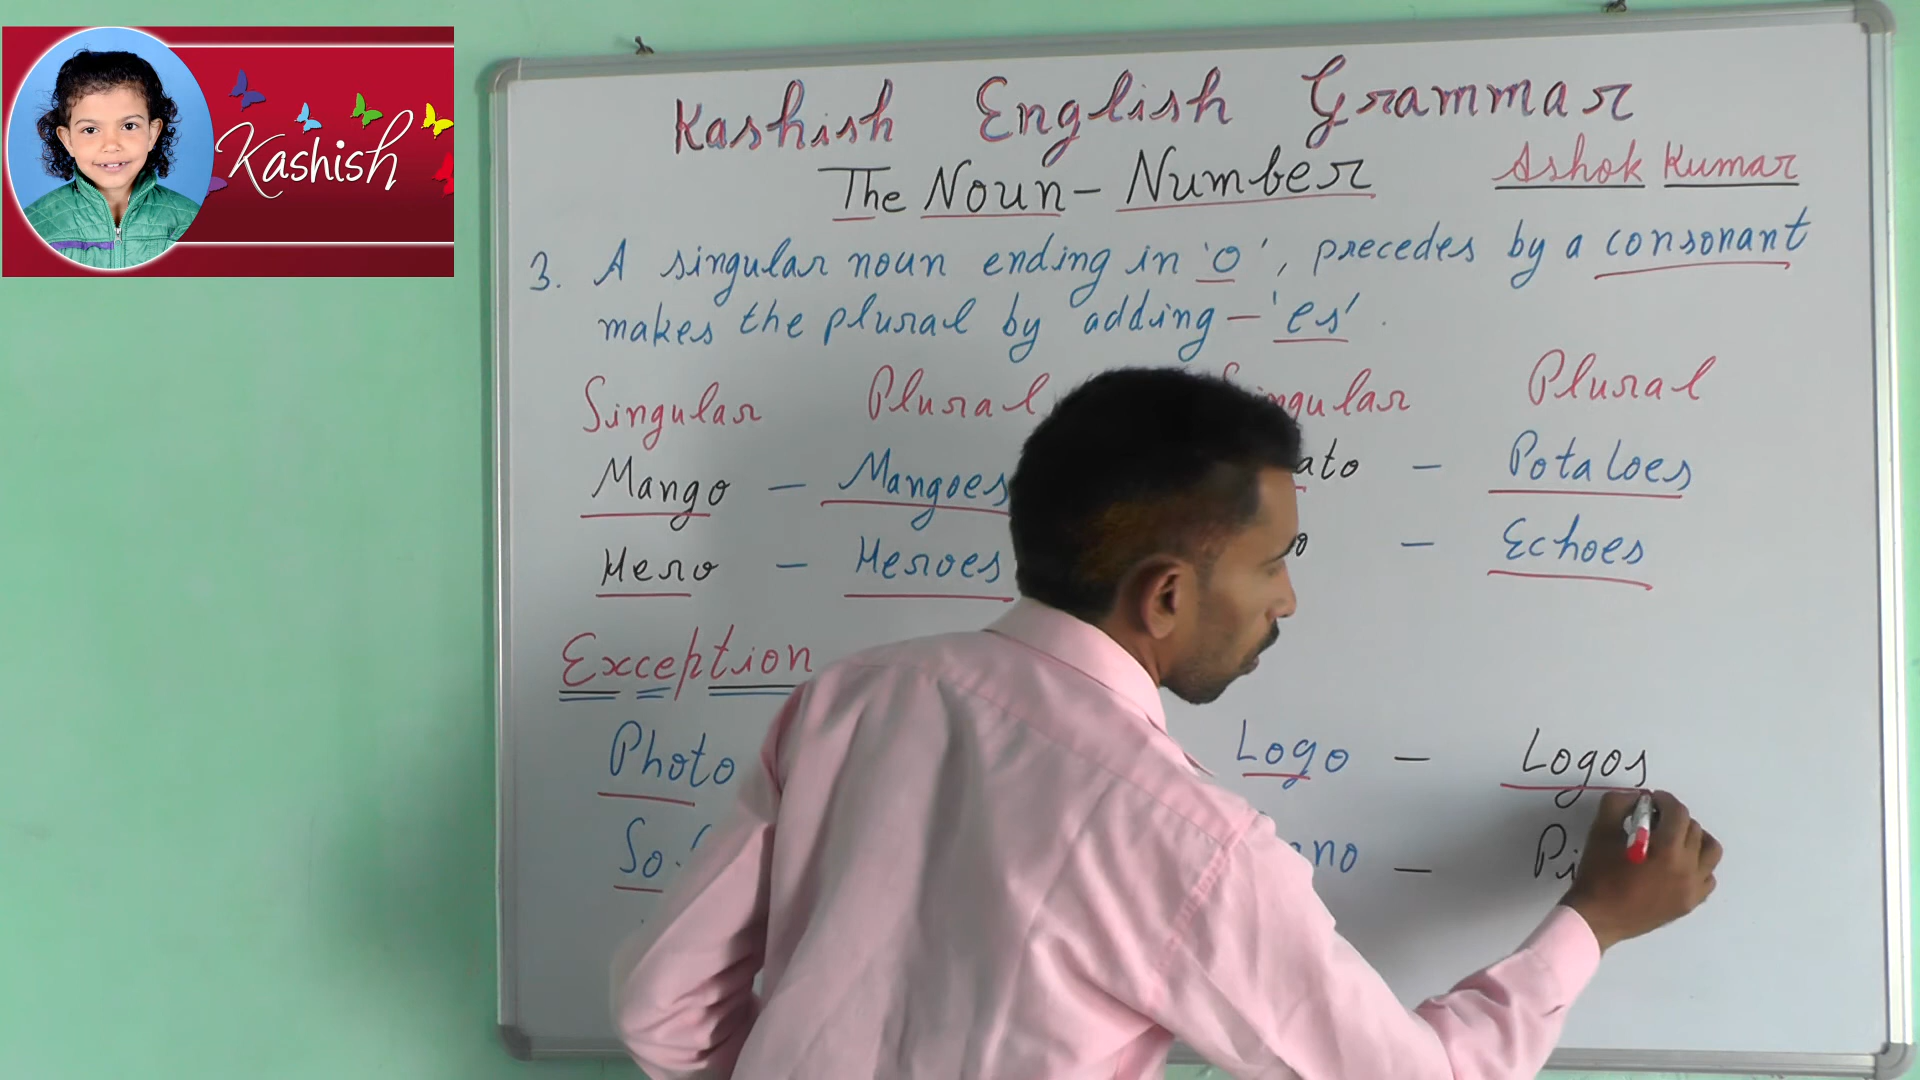 Kashish
Kashish English Grammar
The Noun - Number Ashok Kumar
3. A singular noun ending in 'o', precedes by a consonant
makes the plural by adding - 'es'.
Singular Plural Plural
Mango - Mangoes - Potatoes
Hero - Heroes - Echoes
Exception
Photo Logo - Logos
-